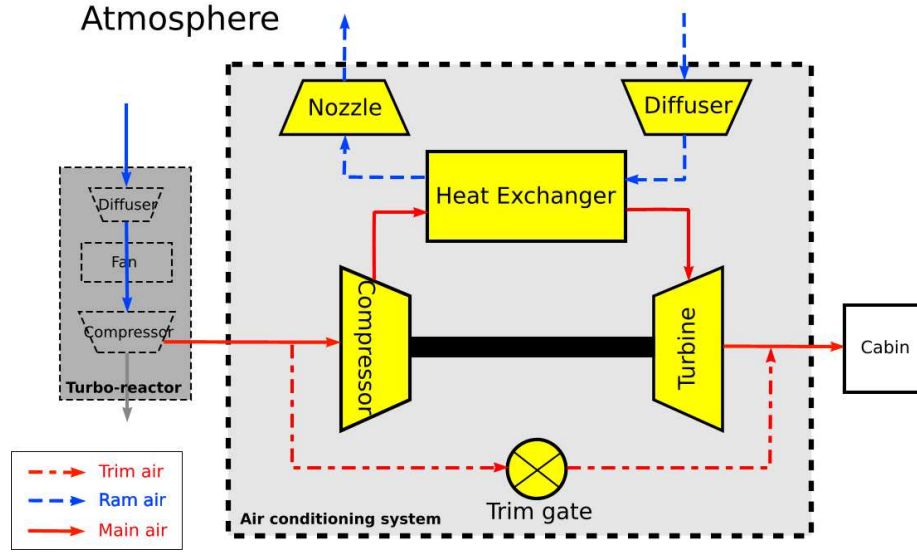 Atmosphere
Nozzle
Diffuser
Heat Exchanger
Diffuser
Fan
Compressor
Turbo-reactor
Compressor
Turbine
Cabin
Trim gate
Air conditioning system
Trim air
Ram air
Main air